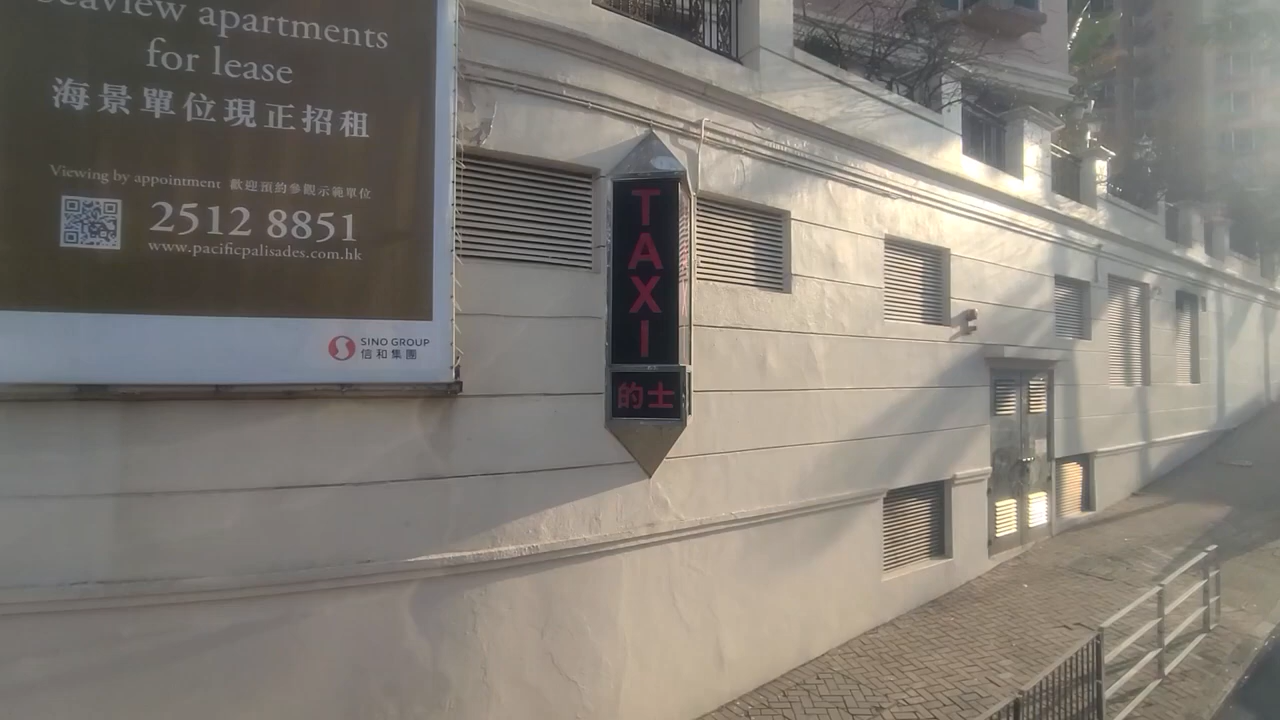 Seaview apartments
for lease
海景單位現正招租
Viewing by appointment 歡迎預約參觀示範單位
2512 8851
www.pacificpalisades.com.hk
SINO GROUP
信和集團
TAXI
的士